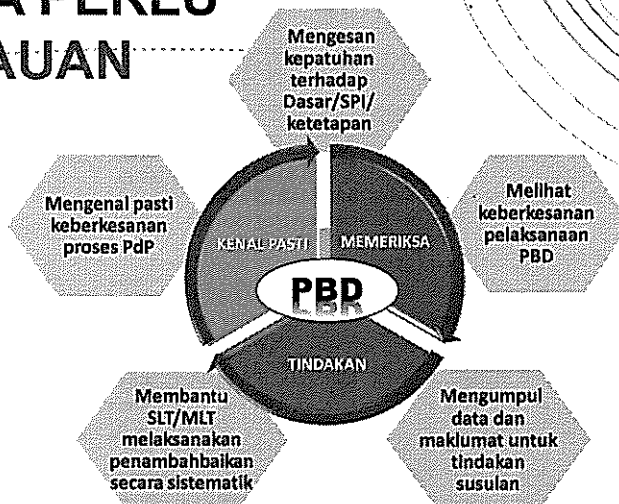 A PERLU
AUAN
Mengesan
kepatuhan
terhadap
Dasar/SPI/
ketetapan
Mengenal pasti
keberkesanan
proses PdP
KENAL PASTI
MEMERIKSA
Melihat
keberkesanan
pelaksanaan
PBD
PBD
TINDAKAN
Membantu
SLT/MLT
melaksanakan
penambahbaikan
secara sistematik
Mengumpul
data dan
maklumat untuk
tindakan
susulan